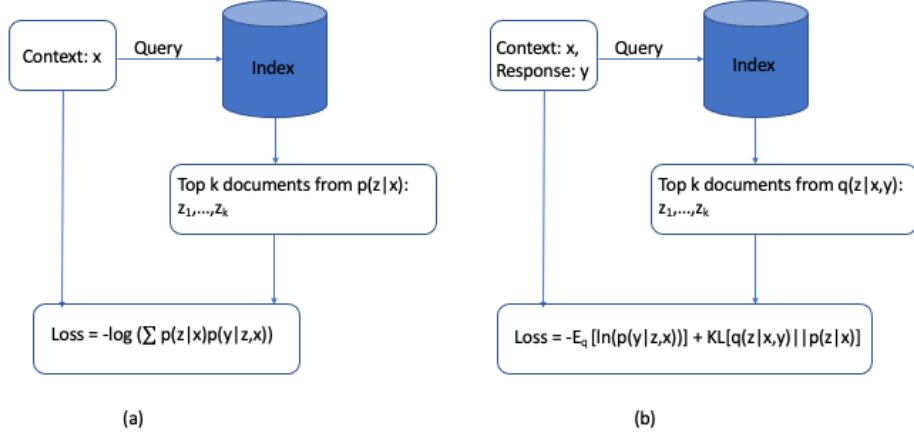 Context: x
Query
Index
Top k documents from p(z|x):
z₁,...,zₖ
Loss = -log (∑ p(z|x)p(y|z,x))
(a)
Context: x,
Response: y
Query
Index
Top k documents from q(z|x,y):
z₁,...,zₖ
Loss = -E_q [ln(p(y|z,x))] + KL[q(z|x,y)||p(z|x)]
(b)